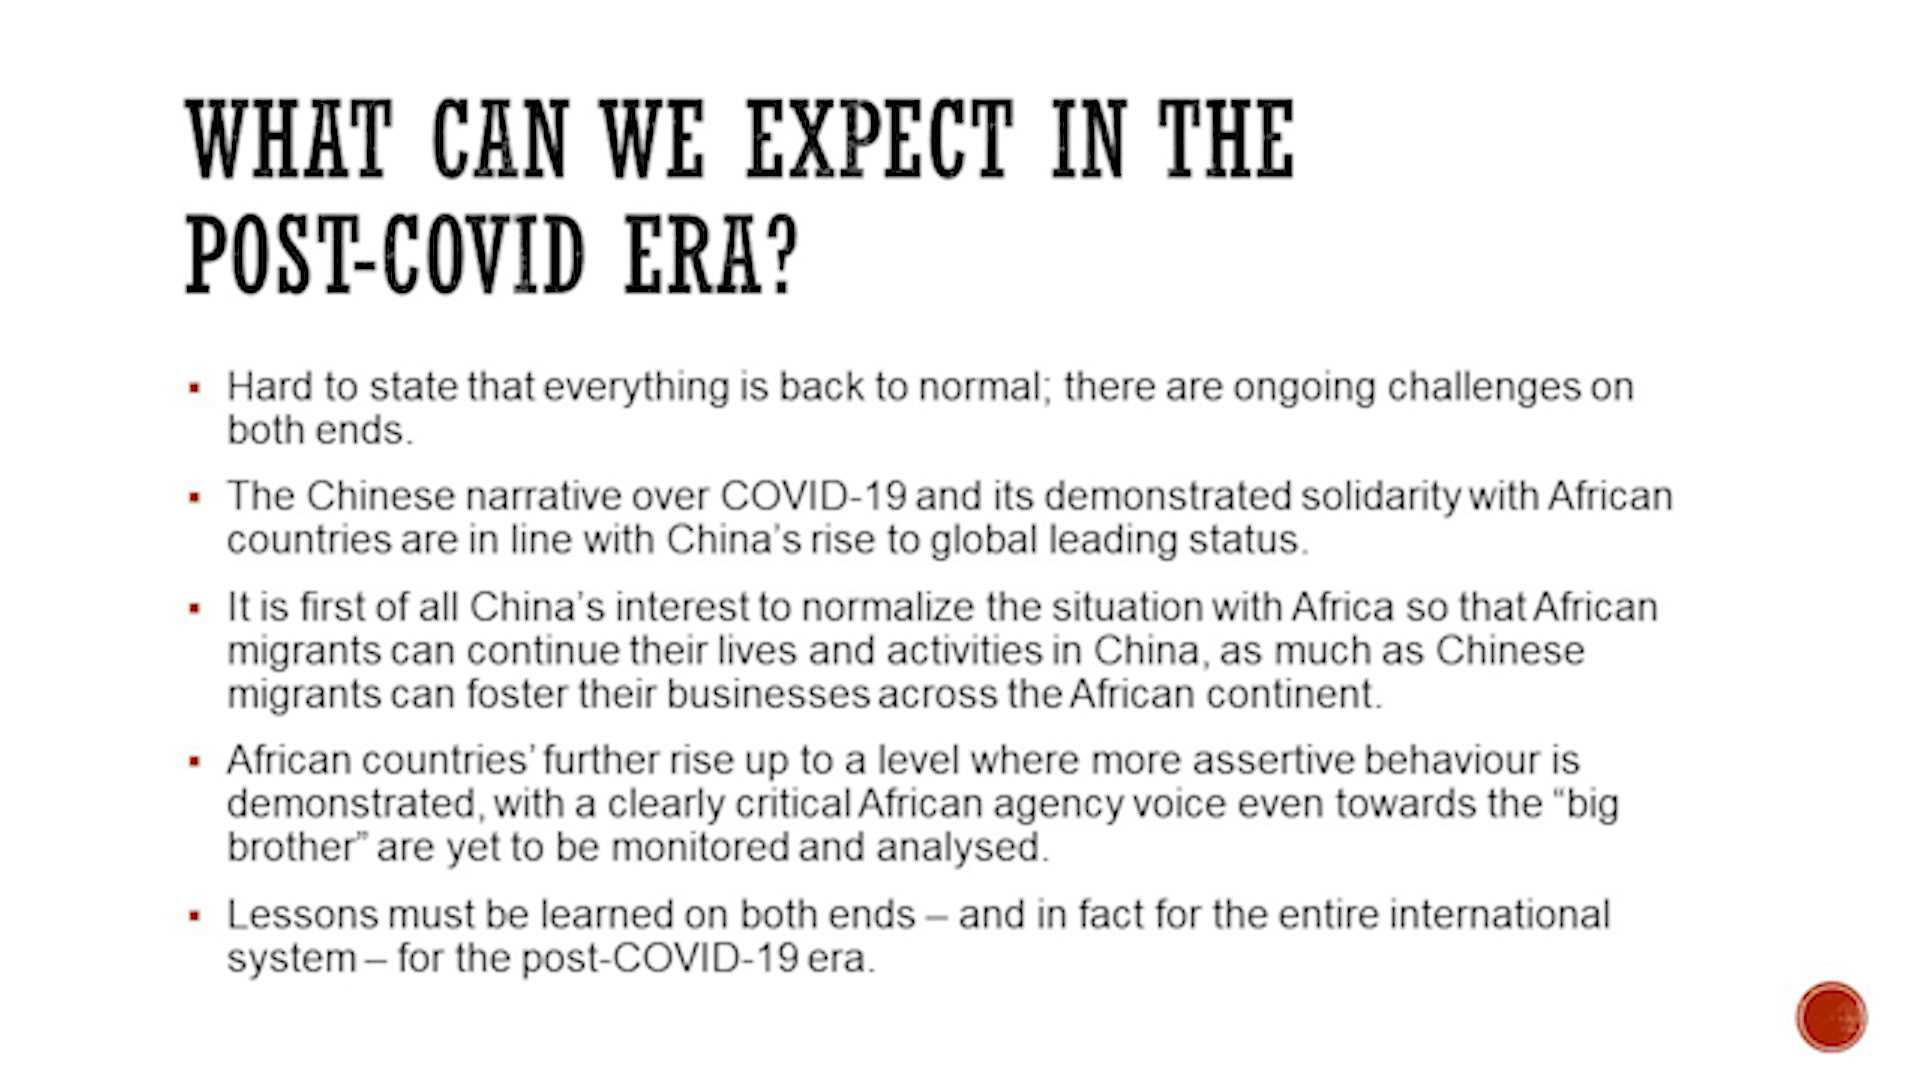 WHAT CAN WE EXPECT IN THE
POST-COVID ERA?
▪ Hard to state that everything is back to normal; there are ongoing challenges on
both ends.
▪ The Chinese narrative over COVID-19 and its demonstrated solidarity with African
countries are in line with China’s rise to global leading status.
▪ It is first of all China’s interest to normalize the situation with Africa so that African
migrants can continue their lives and activities in China, as much as Chinese
migrants can foster their businesses across the African continent.
▪ African countries’ further rise up to a level where more assertive behaviour is
demonstrated, with a clearly critical African agency voice even towards the “big
brother” are yet to be monitored and analysed.
▪ Lessons must be learned on both ends – and in fact for the entire international
system – for the post-COVID-19 era.